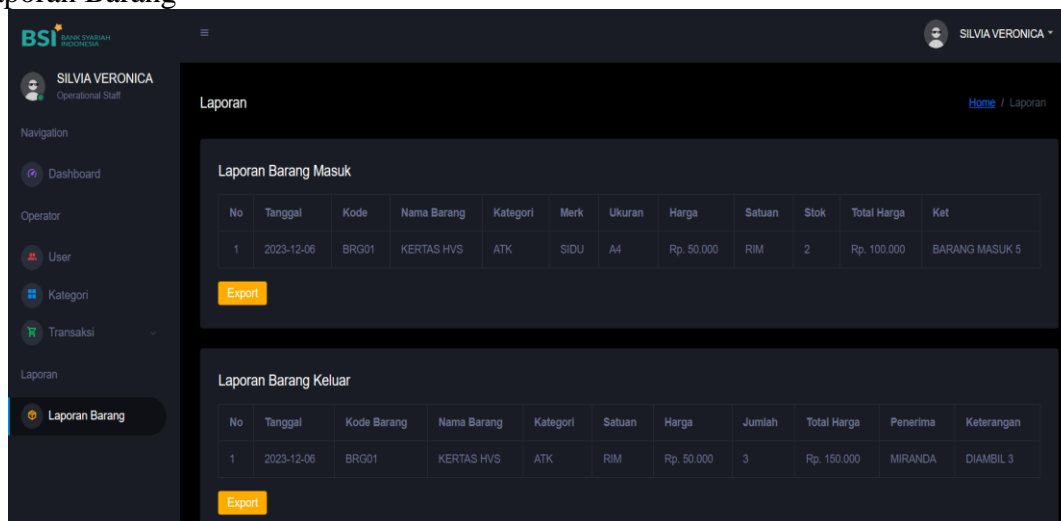 poran Barang
BSI BANK SYARIAH INDONESIA
SILVIA VERONICA
SILVIA VERONICA
Operational Staff
Navigation
Dashboard
Operator
User
Kategori
Transaksi
Laporan
Laporan Barang
Laporan
Home / Laporan
Laporan Barang Masuk
No Tanggal Kode Nama Barang Kategori Merk Ukuran Harga Satuan Stok Total Harga Ket
1 2023-12-06 BRG01 KERTAS HVS ATK SIDU A4 Rp. 50.000 RIM 2 Rp. 100.000 BARANG MASUK 5
Export
Laporan Barang Keluar
No Tanggal Kode Barang Nama Barang Kategori Satuan Harga Jumlah Total Harga Penerima Keterangan
1 2023-12-06 BRG01 KERTAS HVS ATK RIM Rp. 50.000 3 Rp. 150.000 MIRANDA DIAMBIL 3
Export